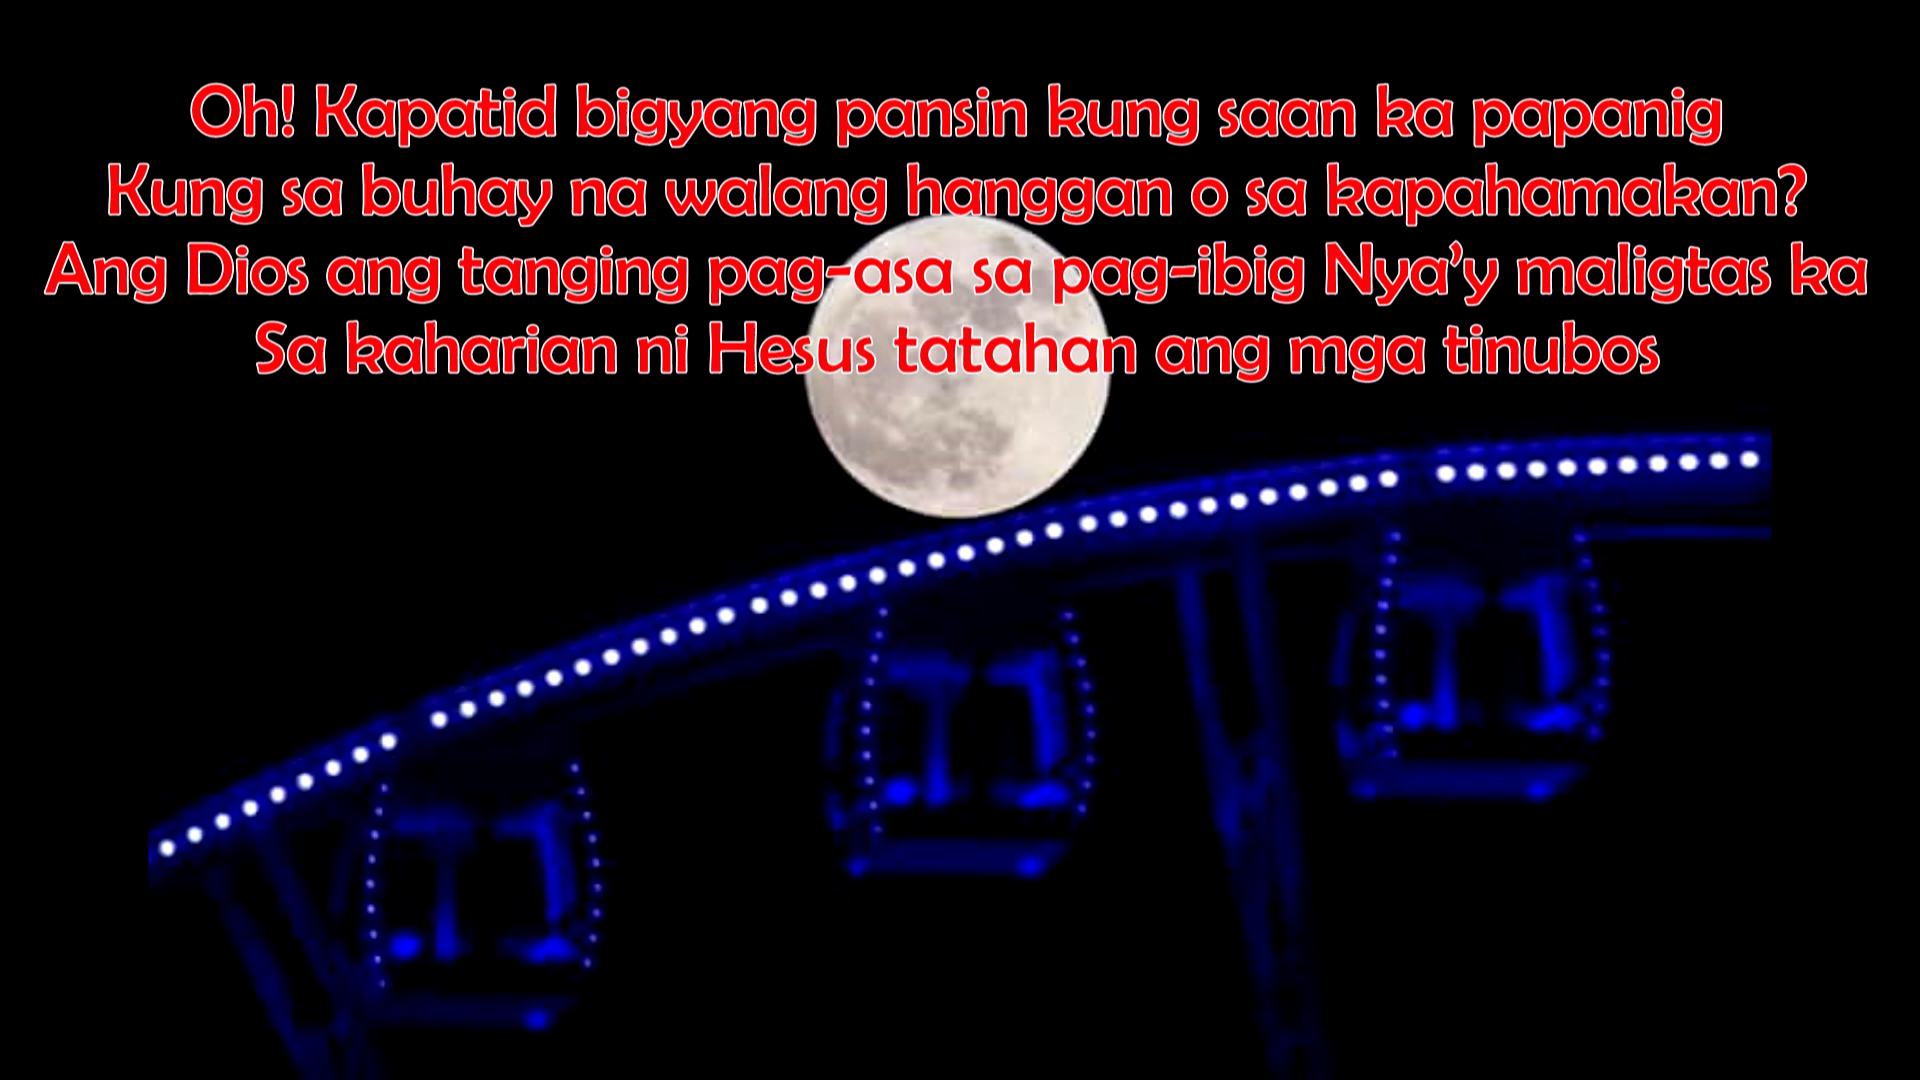 Oh! Kapatid bigyang pansin kung saan ka papanig
Kung sa buhay na walang hanggan o sa kapahamakan?
Ang Dios ang tanging pag-asa sa pag-ibig Nya’y maligtas ka
Sa kaharian ni Hesus tatahan ang mga tinubos